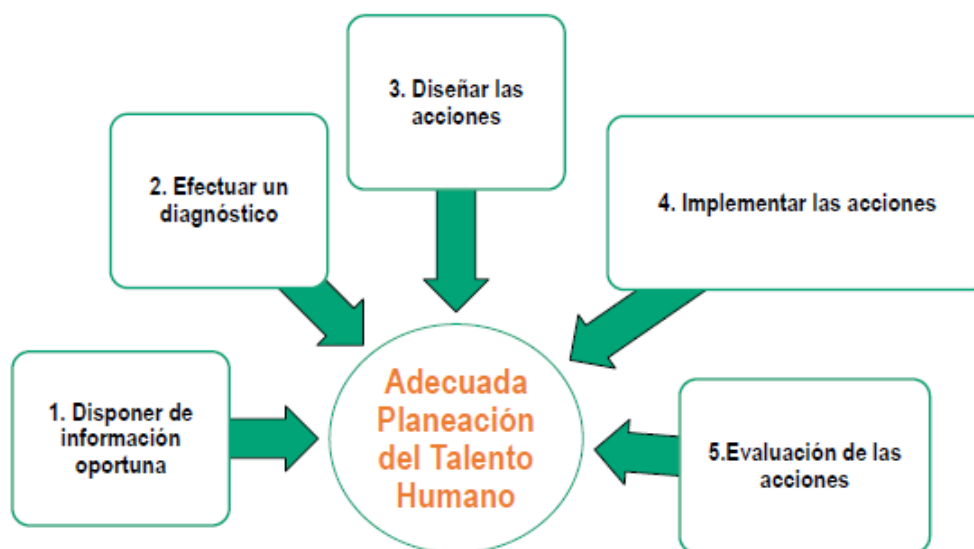 1. Disponer de
información
oportuna
2. Efectuar un
diagnóstico
3. Diseñar las
acciones
4. Implementar las acciones
5.Evaluación de las
acciones
Adecuada
Planeación
del Talento
Humano